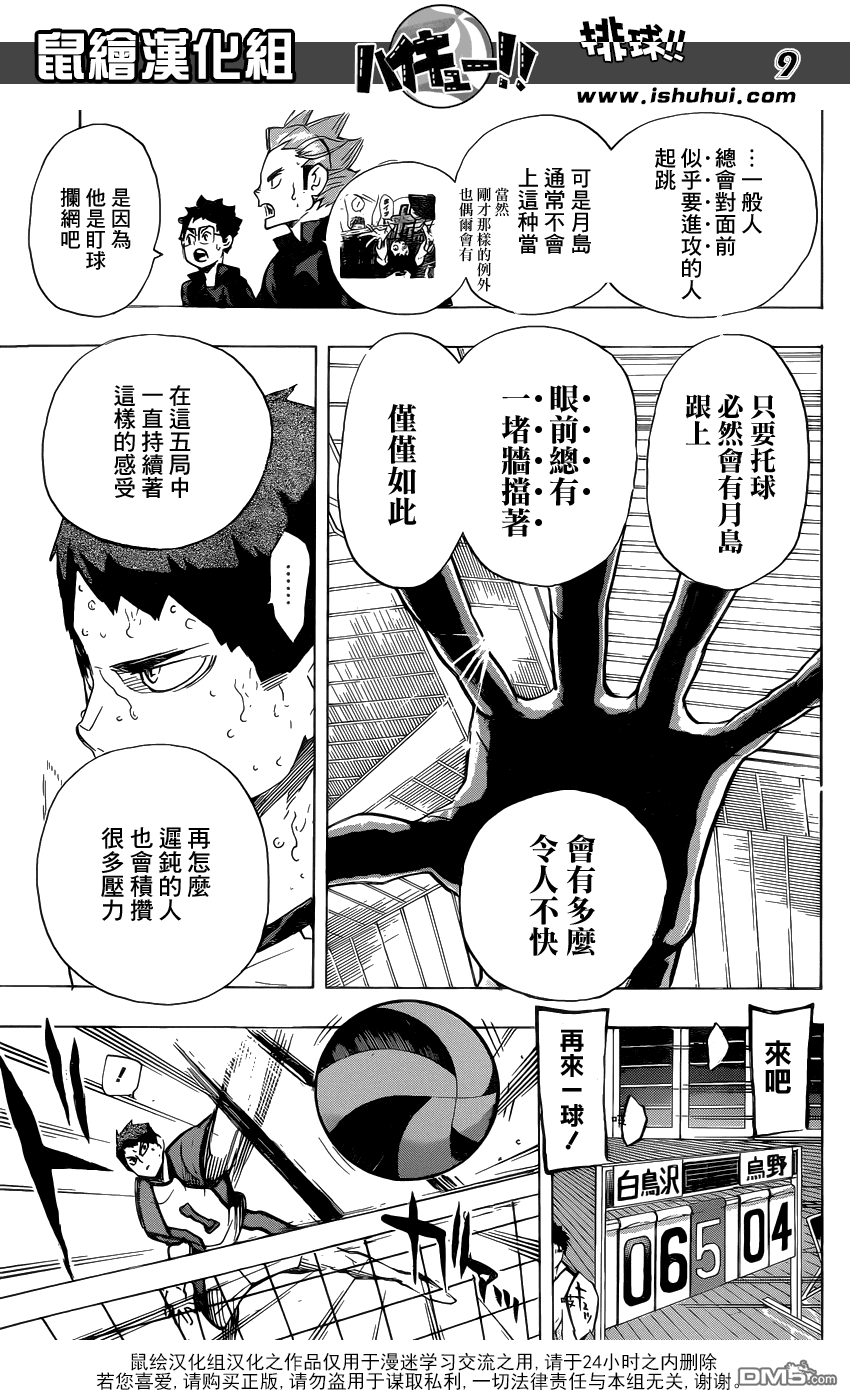 鼠繪漢化組
ハイキュー!!
排球!!
9
www.ishuhui.com
…一般人
總會對面前
似乎要進攻的人
起跳
可是月島
通常不會
上這种當
當然
剛才那樣的例外
也偶爾會有
是因為
他是盯球
攔網吧
只要托球
必然會有月島
跟上
眼前總有
一堵牆擋著
僅僅如此
會有多麼
令人不快
在這五局中
一直持續著
這樣的感受
……
再怎麼
遲鈍的人
也會積攢
很多壓力
來吧
再來一球！
白鳥沢
烏野
06 5 04
！
鼠绘汉化组汉化之作品仅用于漫迷学习交流之用, 请于24小时之内删除
若您喜爱, 请购买正版, 请勿盗用于谋取私利, 一切法律责任与本组无关, 谢谢。
DM5.com